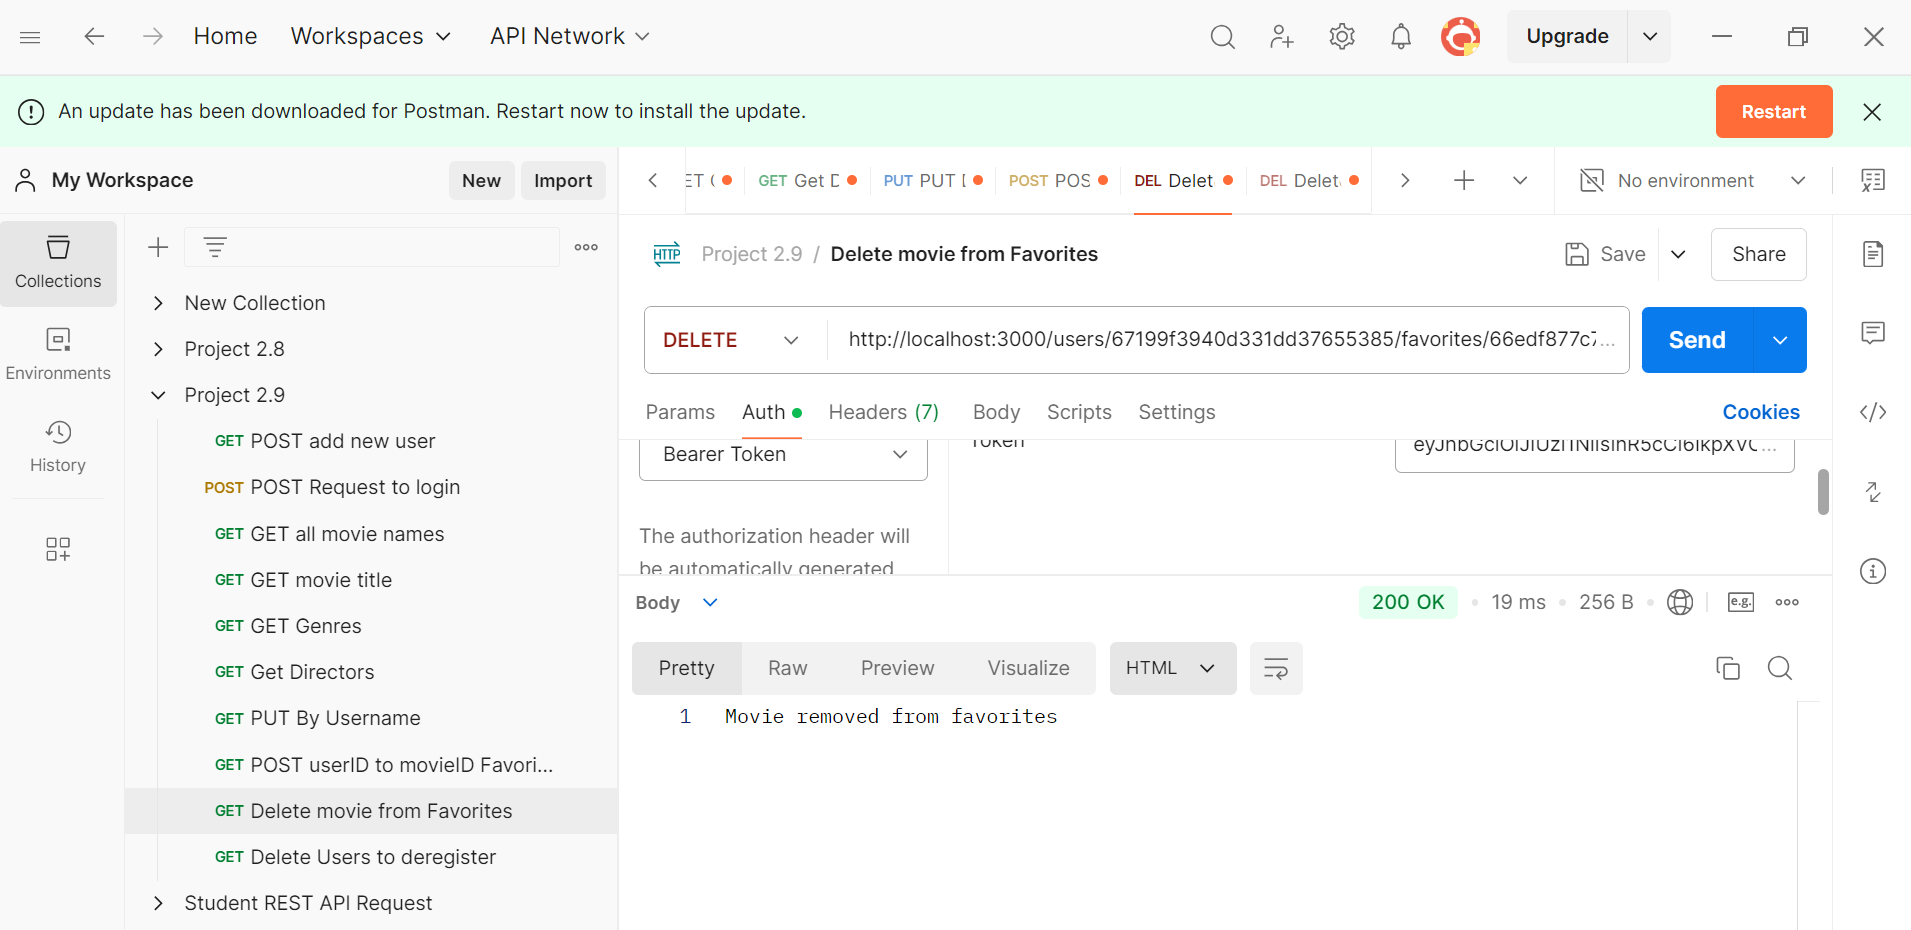 Home Workspaces API Network Upgrade
An update has been downloaded for Postman. Restart now to install the update. Restart
My Workspace New Import
GET Get PUT PUT POST POS DEL Delet DEL Delet No environment
Collections
Environments
History
New Collection
Project 2.8
Project 2.9
GET POST add new user
POST POST Request to login
GET GET all movie names
GET GET movie title
GET GET Genres
GET Get Directors
GET PUT By Username
GET POST userID to movieID Favori...
GET Delete movie from Favorites
GET Delete Users to deregister
Student REST API Request
HTTP Project 2.9 / Delete movie from Favorites Save Share
DELETE http://localhost:3000/users/67199f3940d331dd37655385/favorites/66edf877c7... Send
Params Auth Headers (7) Body Scripts Settings Cookies
Bearer Token Token
The authorization header will
be automatically generated
Body 200 OK 19 ms 256 B e.g.
Pretty Raw Preview Visualize HTML
1 Movie removed from favorites